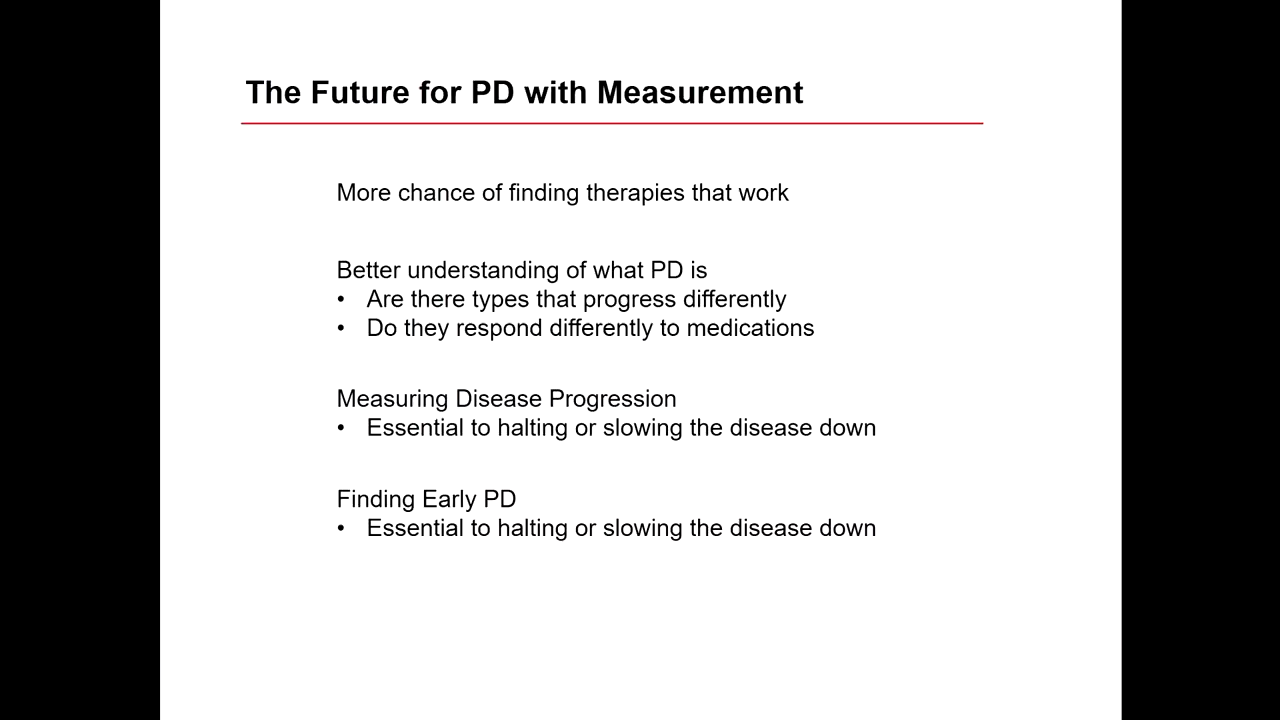 The Future for PD with Measurement
More chance of finding therapies that work
Better understanding of what PD is
• Are there types that progress differently
• Do they respond differently to medications
Measuring Disease Progression
• Essential to halting or slowing the disease down
Finding Early PD
• Essential to halting or slowing the disease down